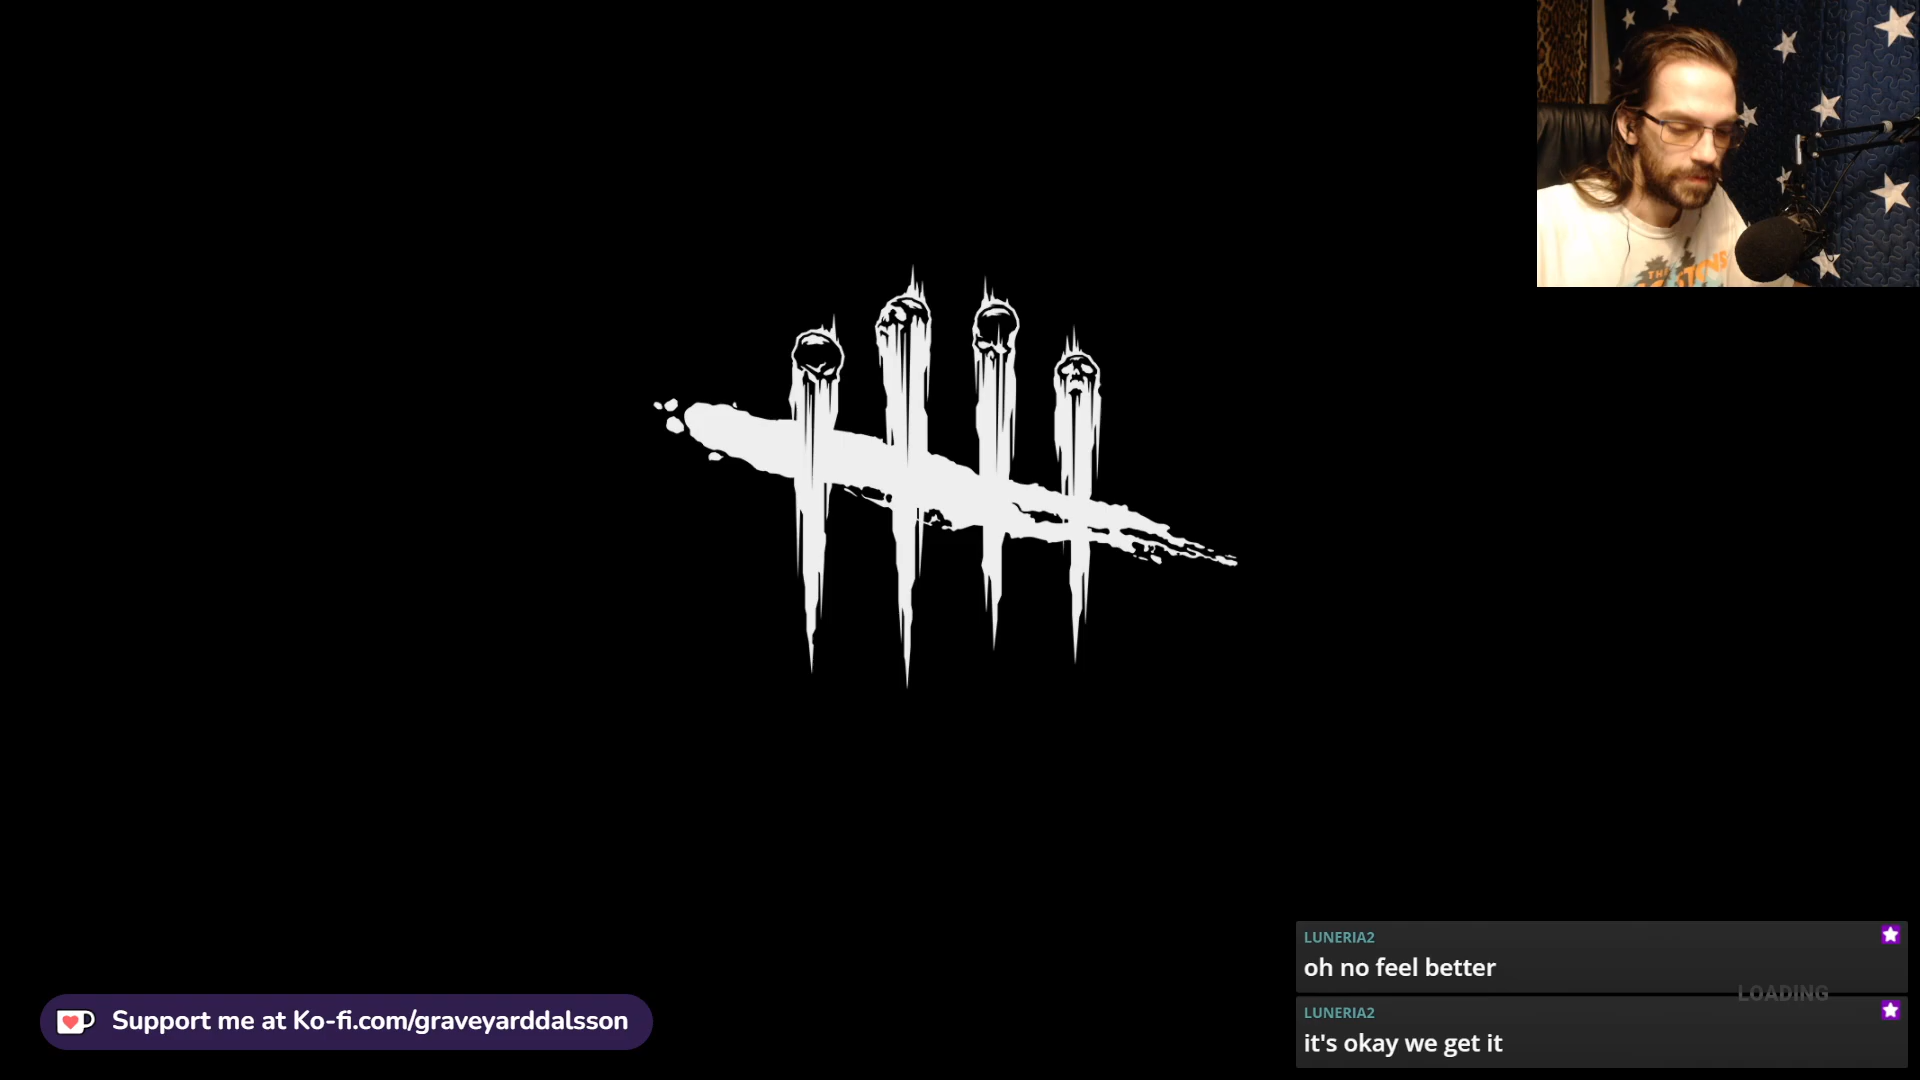 LUNERIA2
oh no feel better
LOADING
LUNERIA2
it's okay we get it
Support me at Ko-fi.com/graveyarddalsson